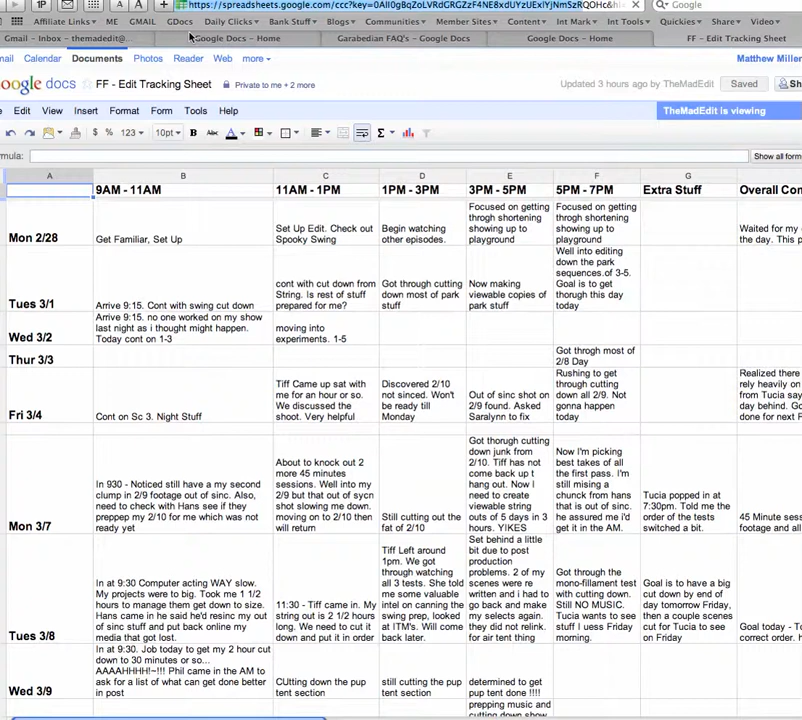 1P A A
https://spreadsheets.google.com/ccc?key=0AlI0gBqZoLVRdGRGZzF4NE8xdUYzUExiYjNmSzRQOHc& Google
Affiliate Links ME GMAIL GDocs Daily Clicks Bank Stuff Blogs Communities Member Sites Content Int Mark Int Tools Quickies Share Video
Gmail - Inbox - themadedit@... Google Docs - Home Garabedian FAQ's - Google Docs Google Docs - Home FF - Edit Tracking Sheet
Calendar Documents Photos Reader Web more Matthew Miller
oogle docs FF - Edit Tracking Sheet Private to me + 2 more Updated 3 hours ago by TheMadEdit Saved
Edit View Insert Format Form Tools Help TheMadEdit is viewing
$ % 123 10pt B Abc A Σ
mula: Show all form
A B C D E F G
9AM - 11AM 11AM - 1PM 1PM - 3PM 3PM - 5PM 5PM - 7PM Extra Stuff Overall Con
Mon 2/28
Get Familiar, Set Up
Set Up Edit. Check out
Spooky Swing
Begin watching
other episodes.
Focused on getting
throgh shortening
showing up to
playground
Focused on getting
throgh shortening
showing up to
playground
Waited for my
the day. This p
Tues 3/1
Arrive 9:15. Cont with swing cut down
cont with cut down from
String. Is rest of stuff
prepared for me?
Got through cutting
down most of park
stuff
Now making
viewable copies of
park stuff
Well into editing
down the park
sequences.of 3-5.
Goal is to get
thorugh this day
today
Wed 3/2
Arrive 9:15. no one worked on my show
last night as i thought might happen.
Today cont on 1-3
moving into
experiments. 1-5
Thur 3/3
Got throgh most of
2/8 Day
Fri 3/4
Cont on Sc 3. Night Stuff
Tiff Came up sat with
me for an hour or so.
We discussed the
shoot. Very helpful
Discovered 2/10
not sinced. Won't
be ready till
Monday
Out of sinc shot on
2/9 found. Asked
Saralynn to fix
Rushing to get
through cutting
down all 2/9. Not
gonna happen
today
Realized there
rely heavily on
from Tucia say
day behind. Go
done for next F
Mon 3/7
In 930 - Noticed still have a my second
clump in 2/9 footage out of sinc. Also,
need to check with Hans see if they
preppep my 2/10 for me which was not
ready yet
About to knock out 2
more 45 minutes
sessions. Well into my
2/9 but that out of sycn
shot slowing me down.
moving on to 2/10 then
will return
Still cutting out the
fat of 2/10
Got thorugh cutting
down junk from
2/10. Tiff has not
come back up t
hang out. Now I
need to create
viewable string
outs of 5 days in 3
hours. YIKES
Now I'm picking
best takes of all
the first pass. I'm
still mising a
chunck from hans
that is out of sinc.
he assured me i'd
get it in the AM.
Tucia popped in at
7:30pm. Told me the
order of the tests
switched a bit.
45 Minute sess
footage and all
Tues 3/8
In at 9:30 Computer acting WAY slow.
My projects were to big. Took me 1 1/2
hours to manage them get down to size.
Hans came in said he'd resinc my out
of sinc stuff and put back online my
media that got lost.
11:30 - Tiff came in. My
string out is 2 1/2 hours
long. We need to cut it
down and put it in order
Tiff Left around
1pm. We got
through watching
all 3 tests. She told
me some valuable
intel on canning the
swing prep, looked
at ITM's. Will come
back later.
Set behind a little
bit due to post
production
problems. 2 of my
scenes were re
written and i had to
go back and make
my selects again.
they did not relink.
for air tent thing
Got through the
mono-fillament test
with cutting down.
Still NO MUSIC.
Tucia wants to see
stuff I uess Friday
morning.
Goal is to have a big
cut down by end of
day tomorrow Friday,
then a couple scenes
cut for Tucia to see
on Friday
Goal today - To
correct order. h
Wed 3/9
In at 9:30. Job today to get my 2 hour cut
down to 30 minutes or so...
AAAAHHHH!~!!! Phil came in the AM to
ask for a list of what can get done better
in post
CUtting down the pup
tent section
still cutting the pup
tent section
determined to get
pup tent done !!!!
prepping music and
cutting down show